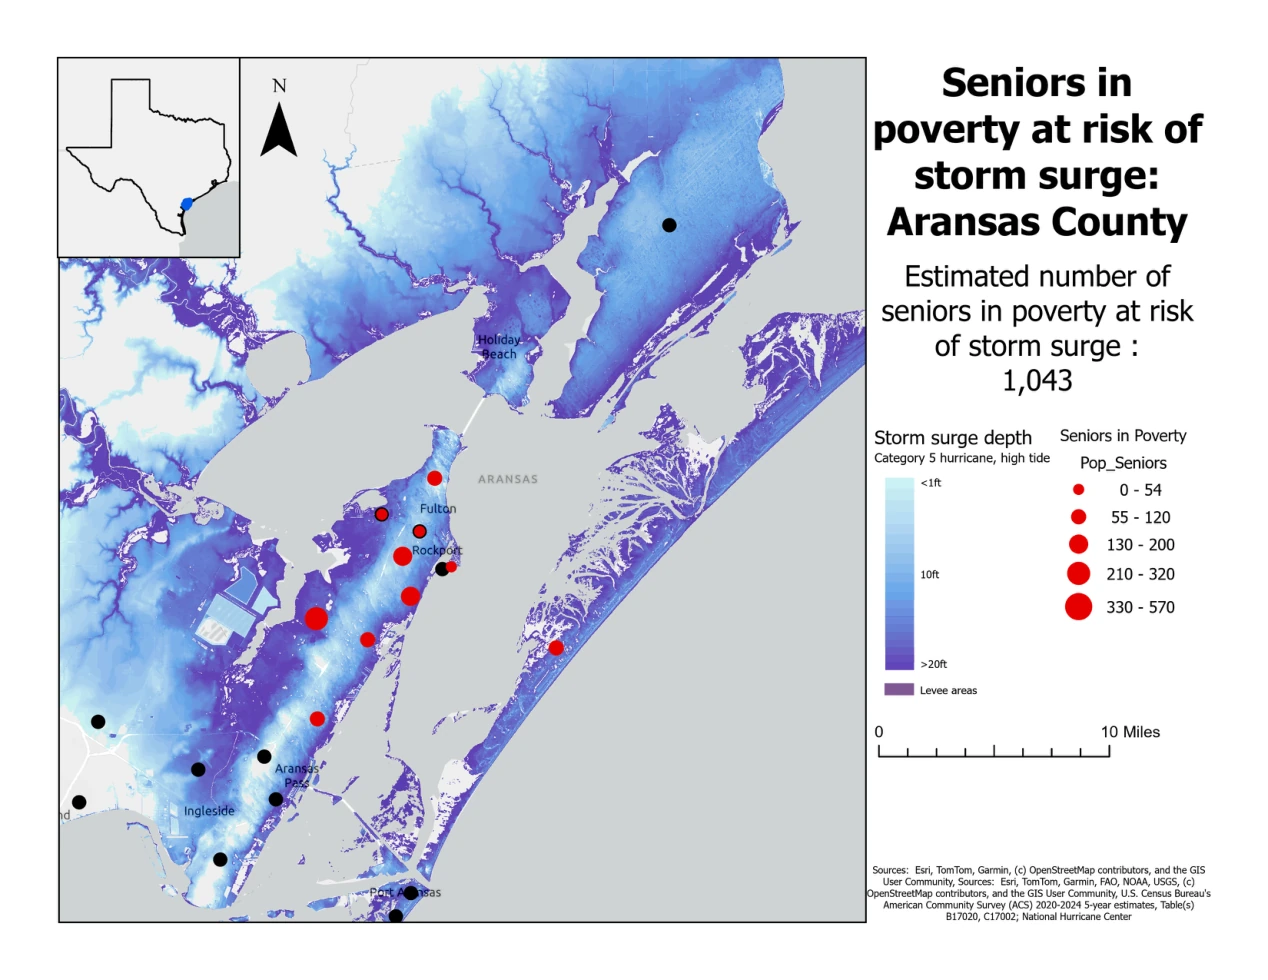 N
Seniors in
poverty at risk of
storm surge:
Aransas County
Estimated number of
seniors in poverty at risk
of storm surge :
1,043
Holiday
Beach
ARANSAS
Fulton
Rockport
Aransas
Pass
Ingleside
nd
Port Aransas
Storm surge depth
Category 5 hurricane, high tide
<1ft
10ft
>20ft
Levee areas
Seniors in Poverty
Pop_Seniors
0 - 54
55 - 120
130 - 200
210 - 320
330 - 570
0 10 Miles
Sources: Esri, TomTom, Garmin, (c) OpenStreetMap contributors, and the GIS
User Community, Sources: Esri, TomTom, Garmin, FAO, NOAA, USGS, (c)
OpenStreetMap contributors, and the GIS User Community, U.S. Census Bureau's
American Community Survey (ACS) 2020-2024 5-year estimates, Table(s)
B17020, C17002; National Hurricane Center